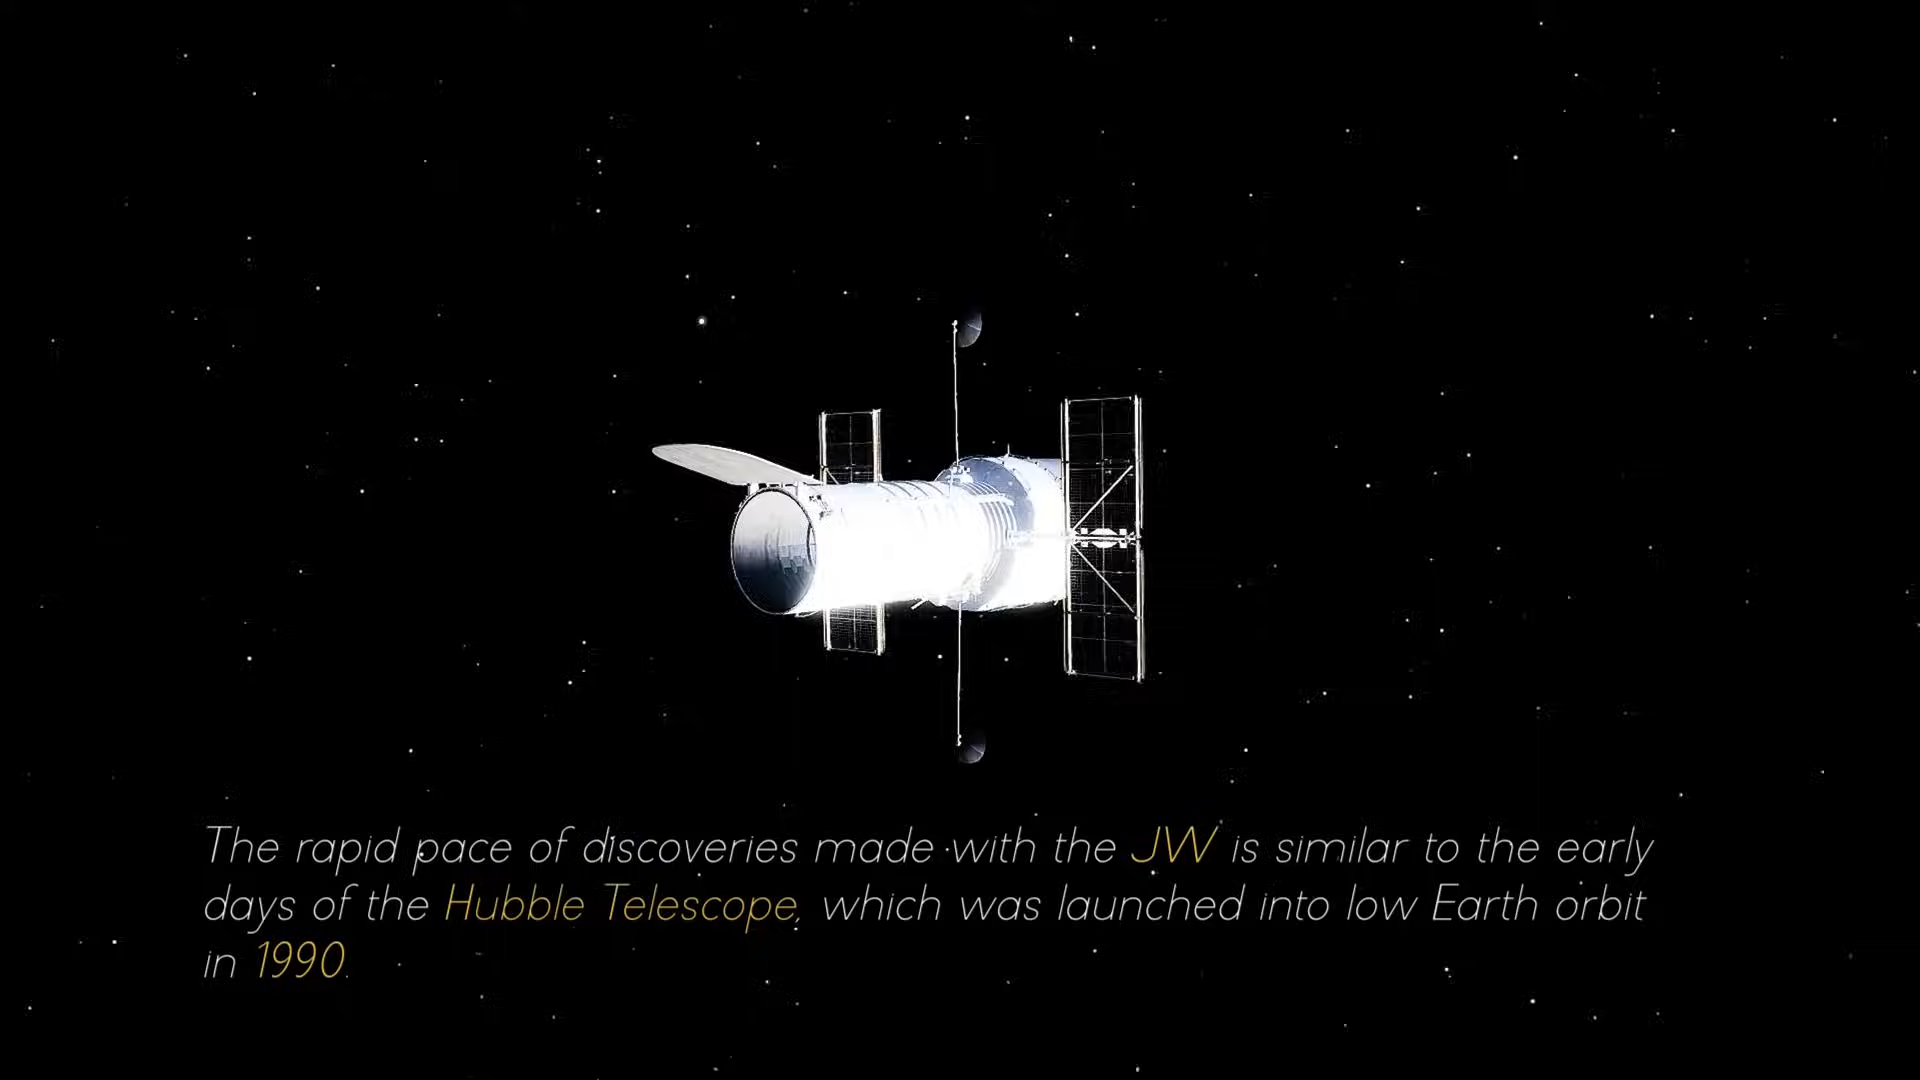 The rapid pace of discoveries made with the JW is similar to the early
days of the Hubble Telescope, which was launched into low Earth orbit
in 1990.